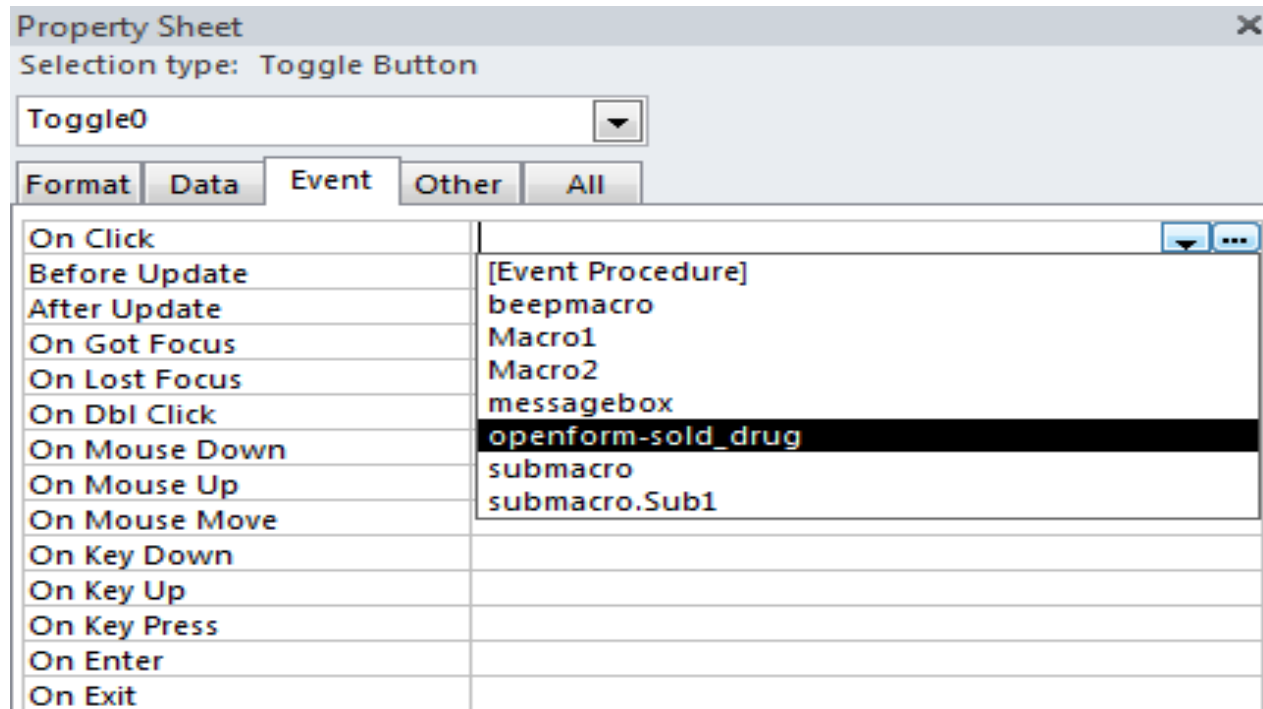 Property Sheet
Selection type: Toggle Button
Toggle0
Format Data Event Other All
On Click
Before Update
After Update
On Got Focus
On Lost Focus
On Dbl Click
On Mouse Down
On Mouse Up
On Mouse Move
On Key Down
On Key Up
On Key Press
On Enter
On Exit
[Event Procedure]
beepmacro
Macro1
Macro2
messagebox
openform-sold_drug
submacro
submacro.Sub1